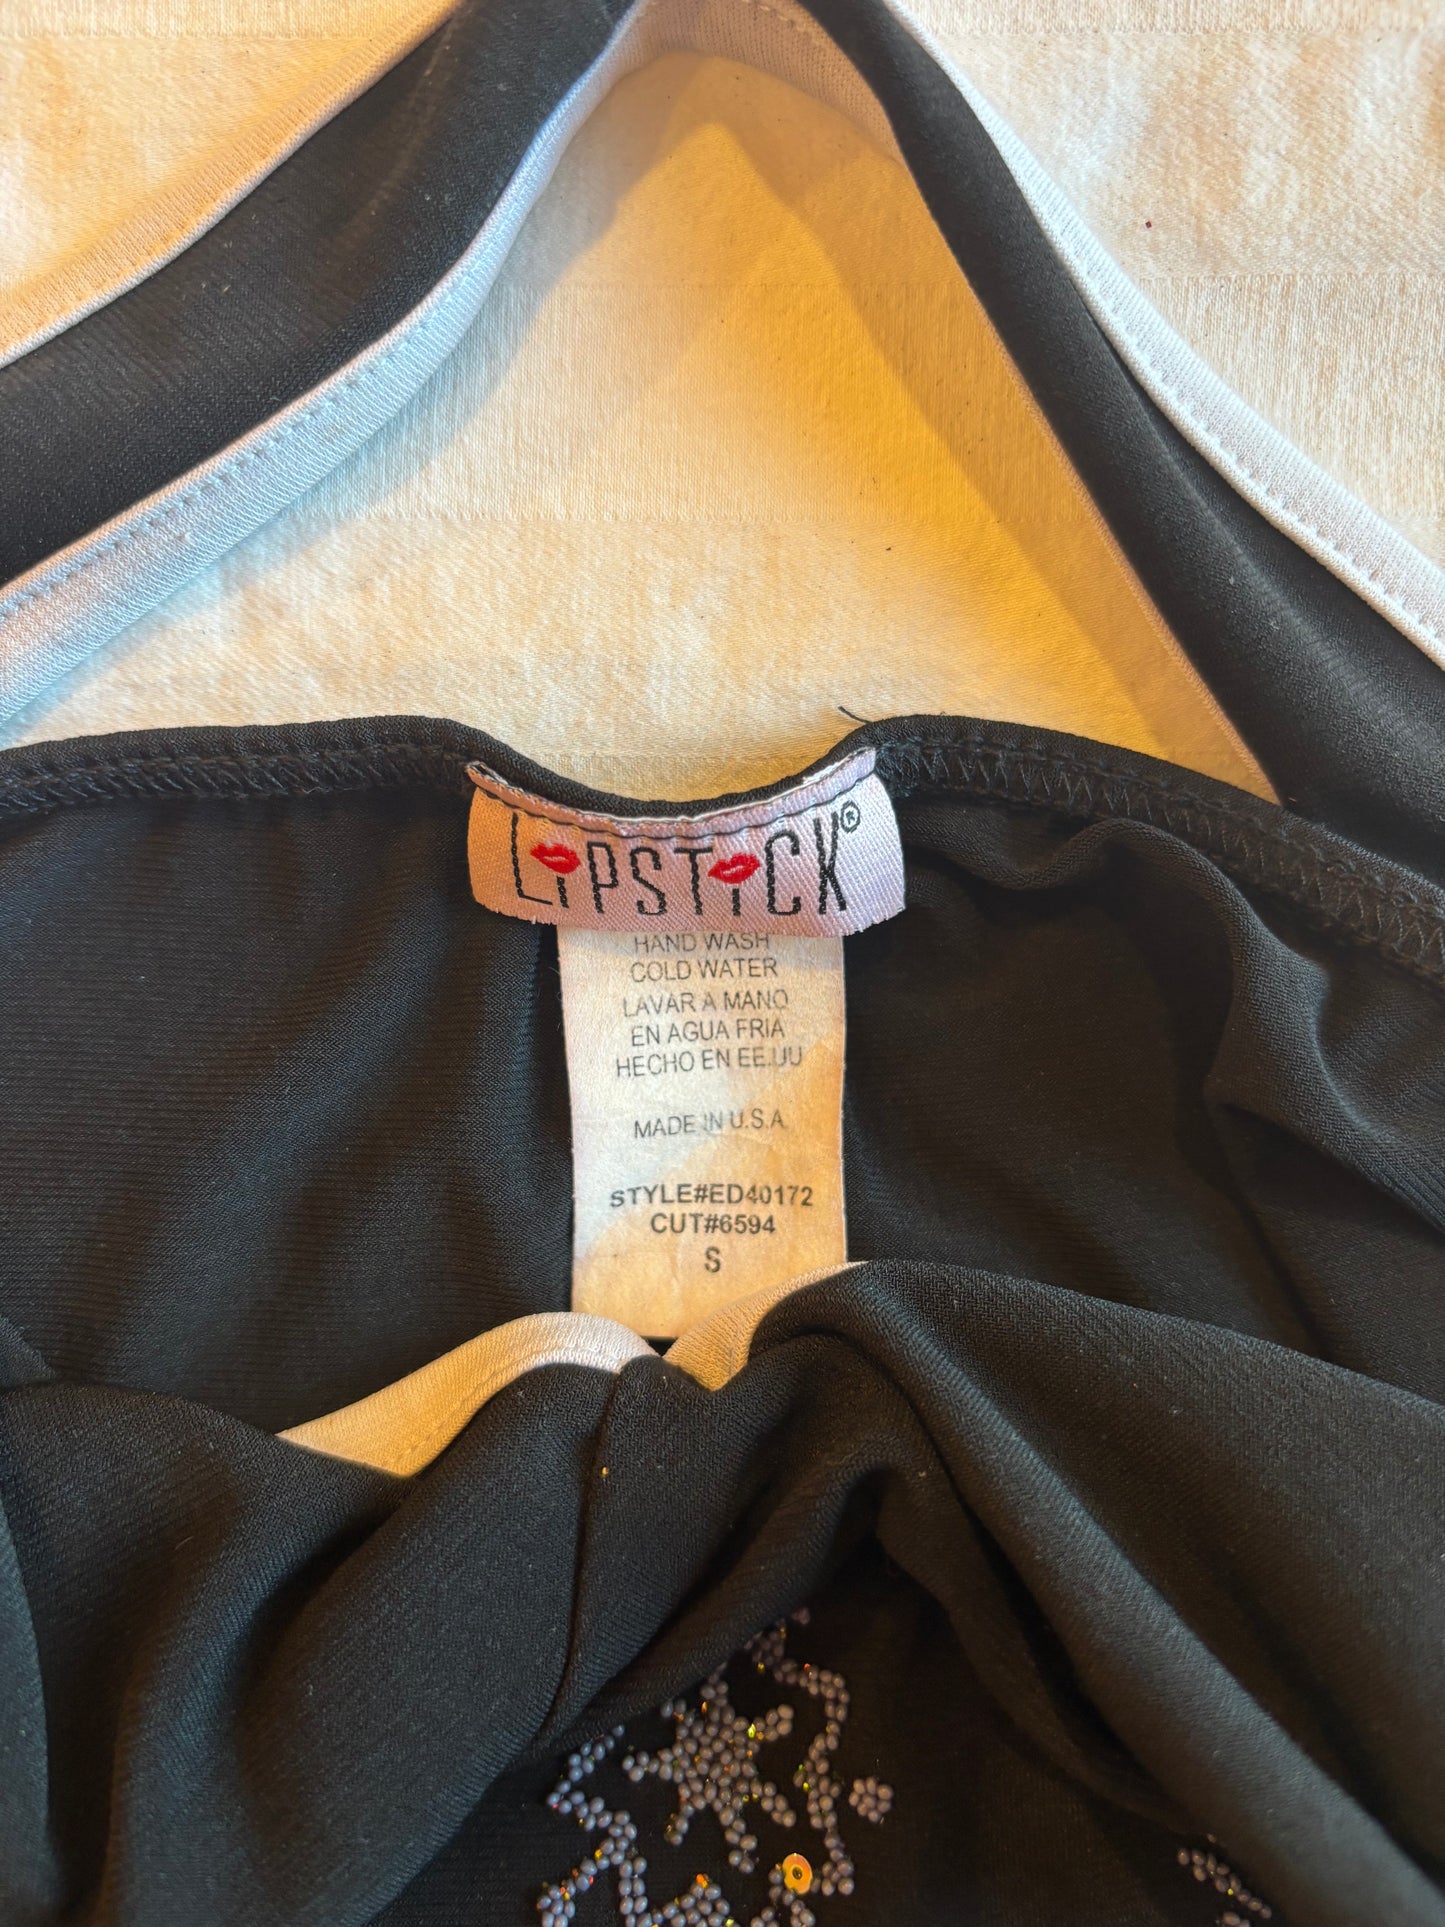 LIPSTICK®
HAND WASH
COLD WATER
LAVAR A MANO
EN AGUA FRIA
HECHO EN EE.UU
MADE IN U.S.A.
STYLE#ED40172
CUT#6594
S